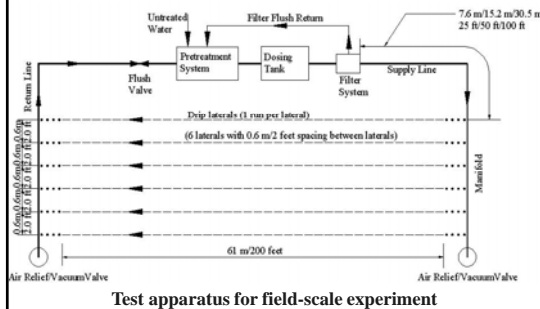 Untreated
Water
Filter Flush Return
7.6 m/15.2 m/30.5 m
25 ft/50 ft/100 ft
Pretreatment
System
Dosing
Tank
Flush
Valve
Filter
System
Supply Line
Return Line
Drip laterals (1 run per lateral)
(6 laterals with 0.6 m/2 feet spacing between laterals)
0.6m 0.6m 0.6m 0.6m 0.6m
2.0 ft 2.0 ft 2.0 ft 2.0 ft 2.0 ft
Manifold
61 m/200 feet
Air Relief/VacuumValve
Air Relief/VacuumValve
Test apparatus for field-scale experiment